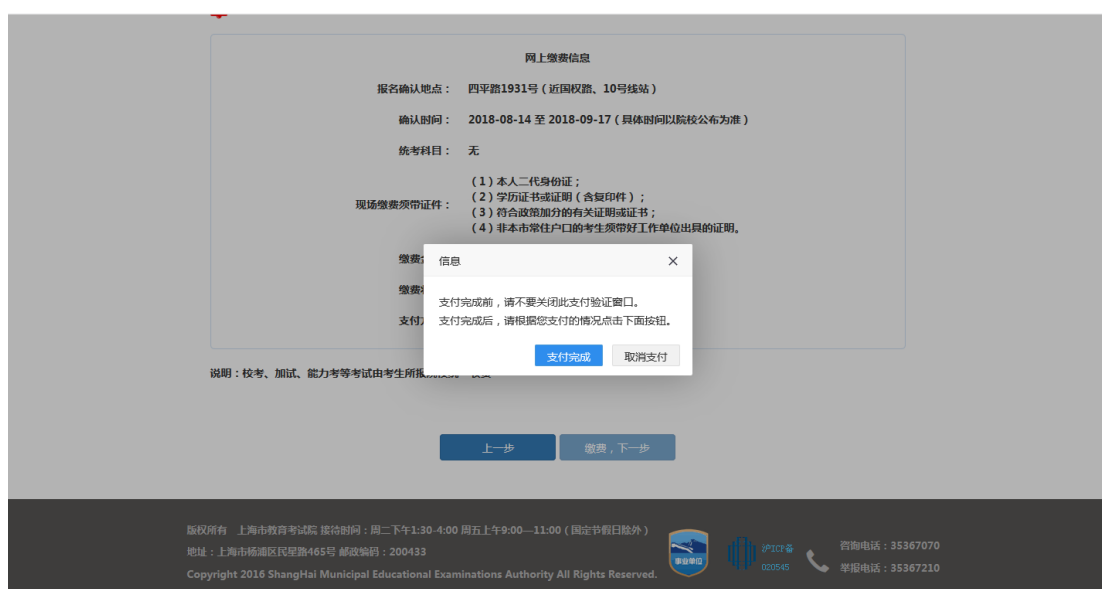 网上缴费信息
报名确认地点： 四平路1931号（近国权路、10号线站）
确认时间： 2018-08-14 至 2018-09-17（具体时间以院校公布为准）
统考科目： 无
现场缴费须带证件：
（1）本人二代身份证；
（2）学历证书或证明（含复印件）；
（3）符合政策加分的有关证明或证书；
（4）非本市常住户口的考生须带好工作单位出具的证明。
缴费
缴费
支付
信息
支付完成前，请不要关闭此支付验证窗口。
支付完成后，请根据您支付的情况点击下面按钮。
支付完成 取消支付
说明：校考、加试、能力考等考试由考生所报
上一步 缴费，下一步
版权所有 上海市教育考试院 接待时间：周二下午1:30-4:00 周五上午9:00—11:00（国定节假日除外）
地址：上海市杨浦区民星路465号 邮政编码：200433
Copyright 2016 ShangHai Municipal Educational Examinations Authority All Rights Reserved.
事业单位
沪ICP备
020545
咨询电话：35367070
举报电话：35367210